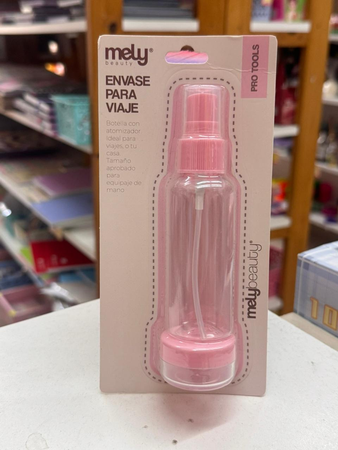 mely®
beauty
PRO TOOLS
ENVASE
PARA
VIAJE
Botella con
atomizador
ideal para
viajes, o tu
casa.
Tamaño
aprobado
para
equipaje de
mano
melybeauty®
10